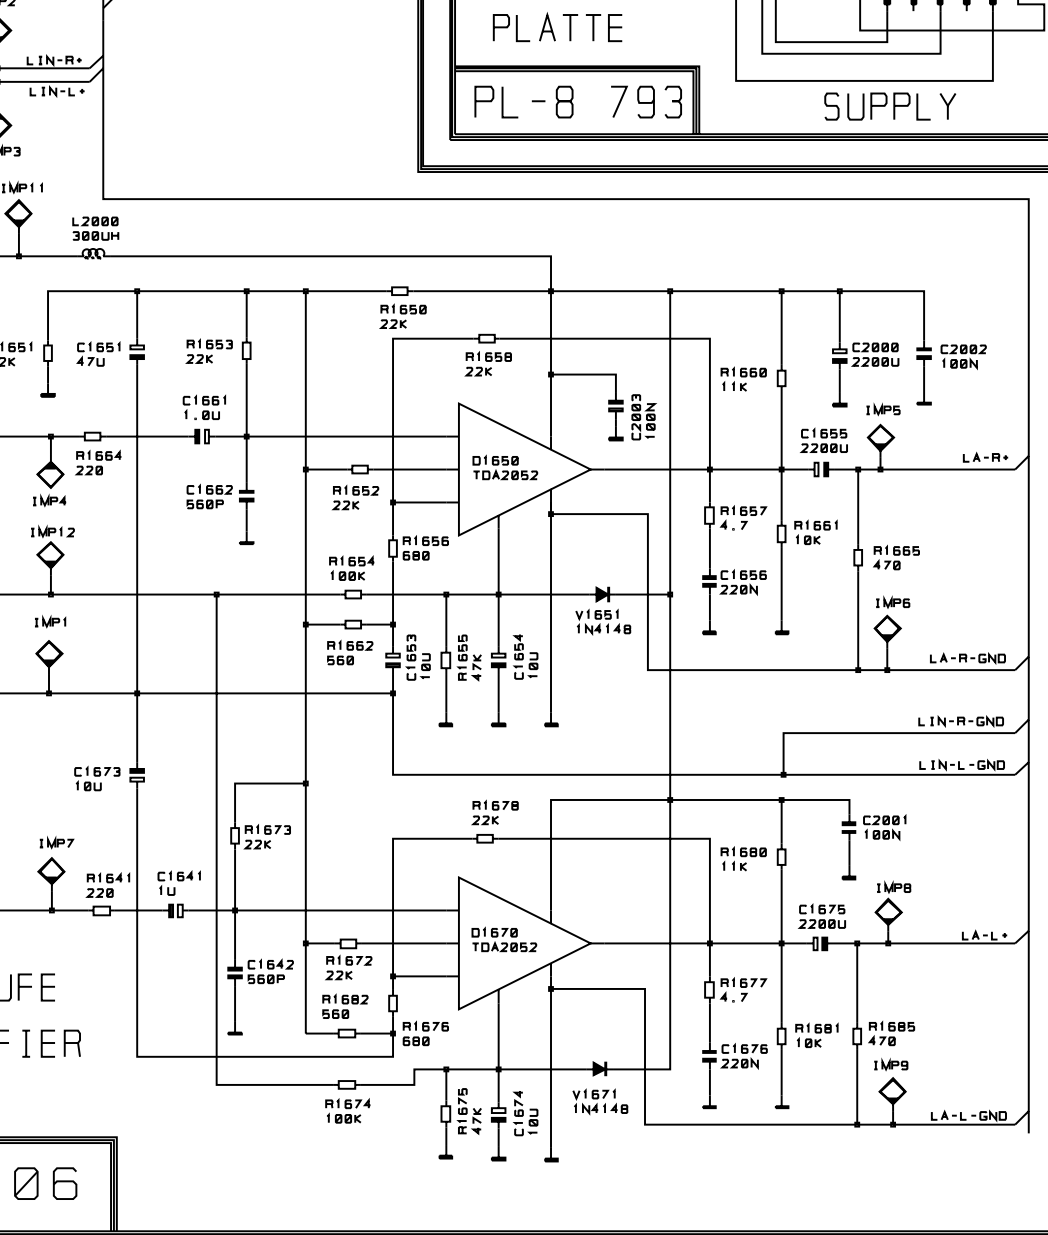 PLATTE
PL-8 793
SUPPLY
LIN-R+
LIN-L+
IMP11
L2000
300UH
R1650
22K
C1651
47U
R1653
22K
R1658
22K
R1660
11K
C2000
2200U
C2002
100N
C2003
100N
C1661
1.0U
R1664
220
IMP4
C1662
560P
R1652
22K
D1650
TDA2052
C1655
2200U
IMP5
LA-R+
IMP12
R1654
100K
R1656
680
R1657
4.7
R1661
10K
C1656
220N
R1665
470
V1651
1N4148
IMP1
R1662
560
C1653
10U
R1655
47K
C1654
10U
IMP6
LA-R-GND
LIN-R-GND
LIN-L-GND
C1673
10U
R1673
22K
R1678
22K
R1680
11K
C2001
100N
IMP7
R1641
220
C1641
1U
C1642
560P
R1672
22K
D1670
TDA2052
C1675
2200U
IMP8
LA-L+
R1682
560
R1676
680
R1677
4.7
C1676
220N
R1681
10K
R1685
470
IMP9
R1674
100K
R1675
47K
C1674
10U
V1671
1N4148
LA-L-GND
UFE
FIER
06